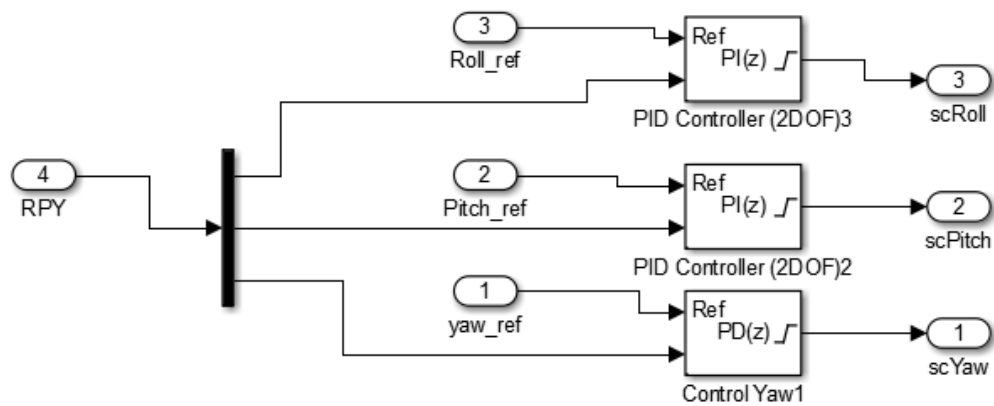 3
Roll_ref
Ref
PI(z)
PID Controller (2DOF)3
3
scRoll
4
RPY
2
Pitch_ref
Ref
PI(z)
PID Controller (2DOF)2
2
scPitch
1
yaw_ref
Ref
PD(z)
Control Yaw1
1
scYaw